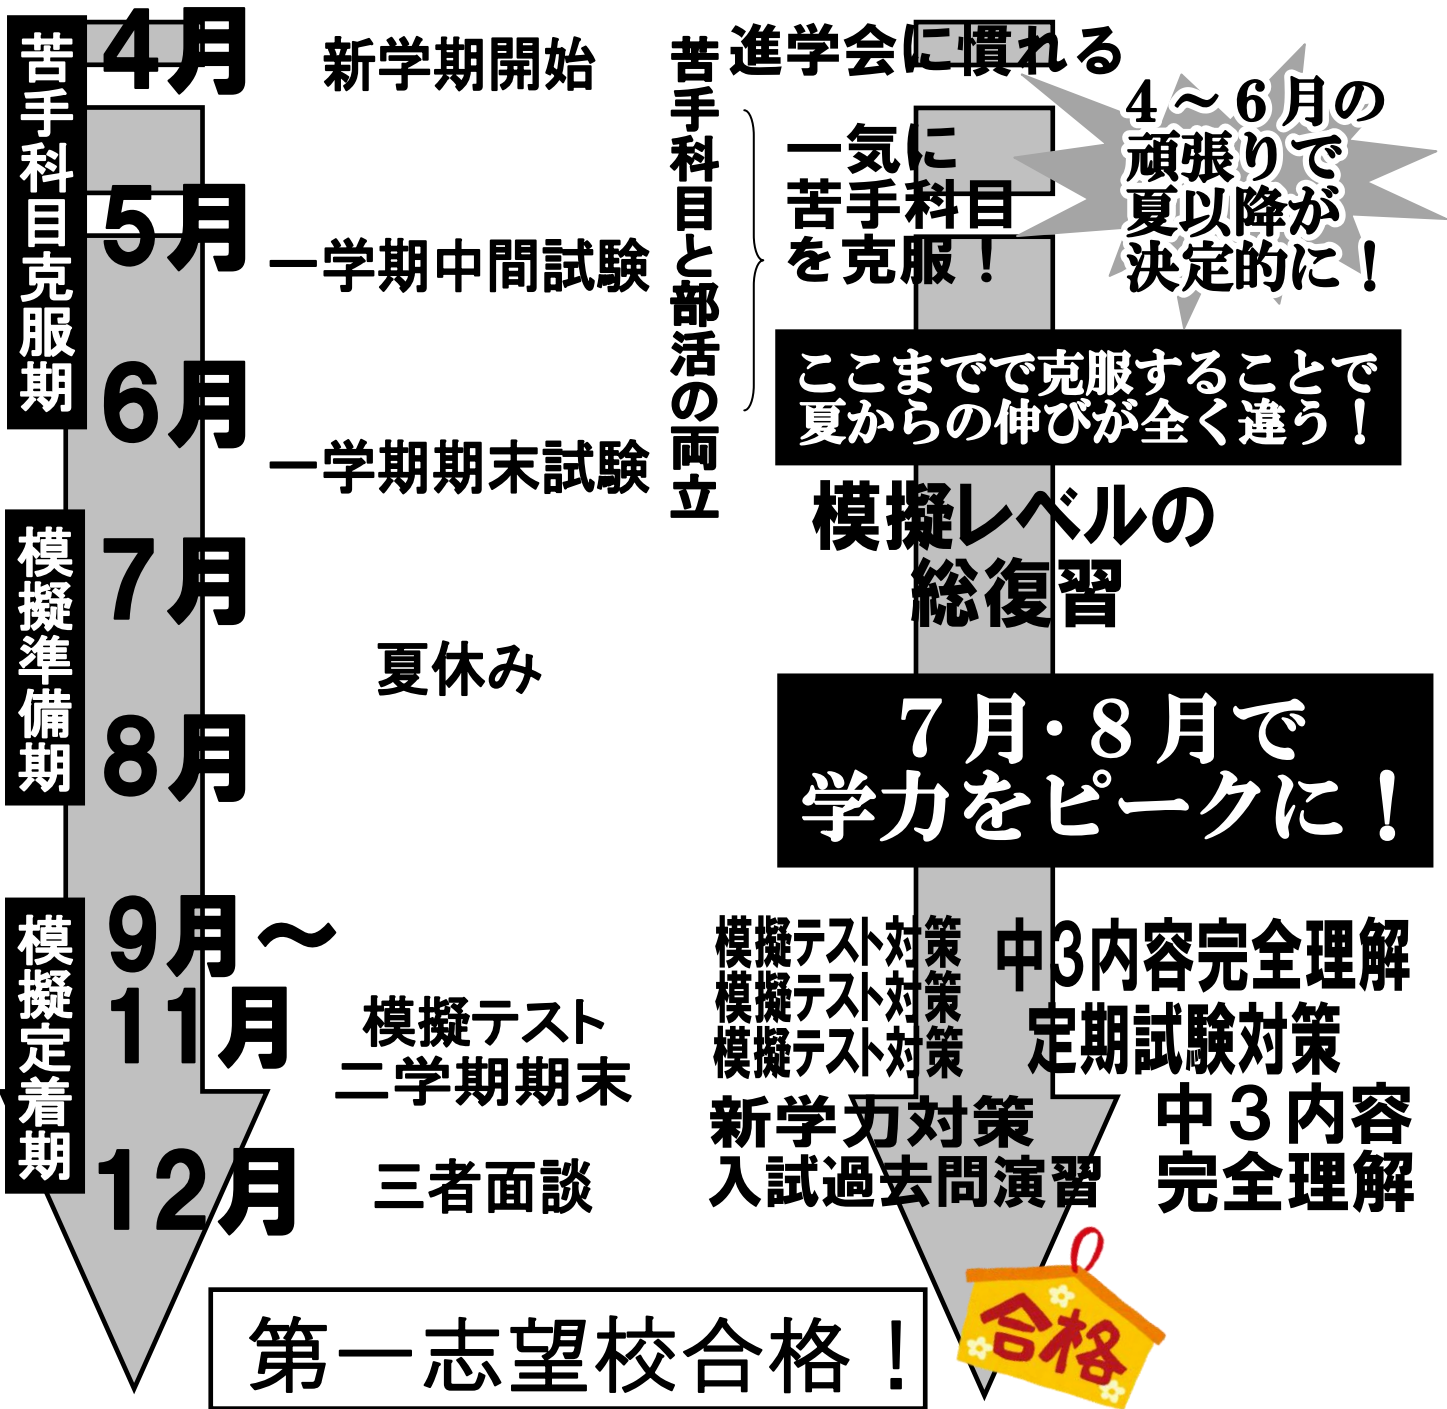 苦手科目克服期
4月
新学期開始
5月
一学期中間試験
6月
一学期期末試験
模擬準備期
7月
夏休み
8月
模擬定着期
9月～
11月
模擬テスト
二学期期末
12月
三者面談
苦手科目と部活の両立
進学会に慣れる
一気に
苦手科目
を克服！
４～６月の
頑張りで
夏以降が
決定的に！
ここまでで克服することで
夏からの伸びが全く違う！
模擬レベルの
総復習
７月・８月で
学力をピークに！
模擬テスト対策
模擬テスト対策
模擬テスト対策
中３内容完全理解
定期試験対策
新学力対策
入試過去問演習
中３内容
完全理解
第一志望校合格！
合格